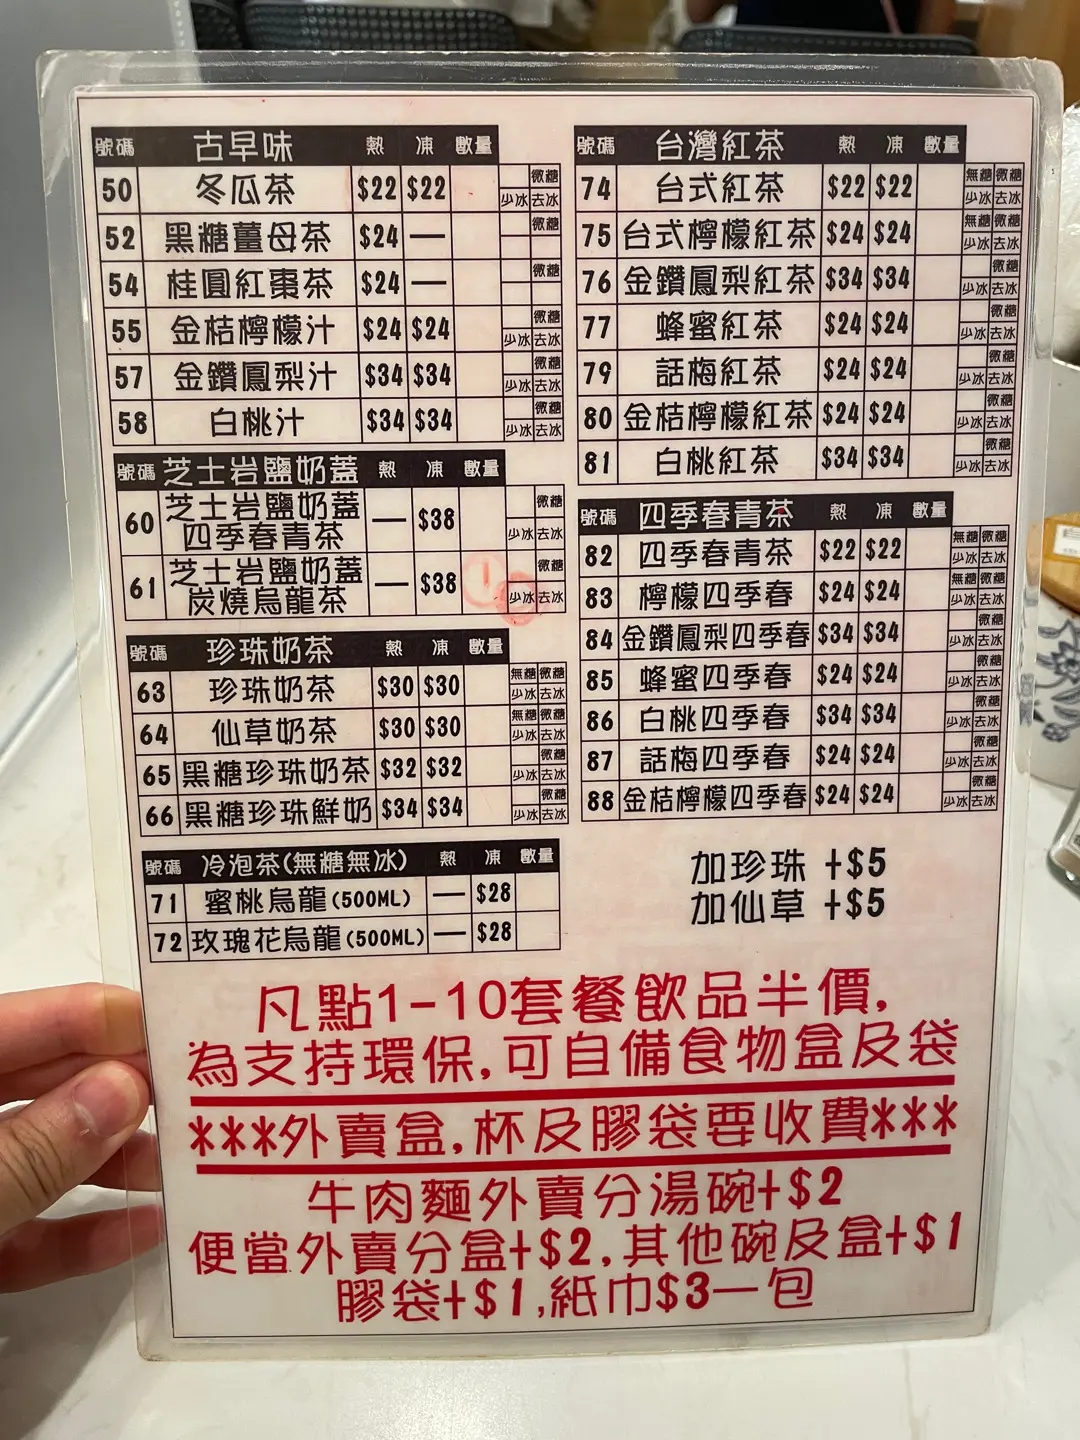 號碼 古早味 熱 凍 數量
50 冬瓜茶 $22 $22 微糖 少冰 去冰
52 黑糖薑母茶 $24 — 微糖
54 桂圓紅棗茶 $24 — 微糖
55 金桔檸檬汁 $24 $24 微糖 少冰 去冰
57 金鑽鳳梨汁 $34 $34 微糖 少冰 去冰
58 白桃汁 $34 $34 微糖 少冰 去冰
號碼 芝士岩鹽奶蓋 熱 凍 數量
60 芝士岩鹽奶蓋 四季春青茶 — $38 微糖 少冰 去冰
61 芝士岩鹽奶蓋 炭燒烏龍茶 — $38 1 微糖 少冰 去冰
號碼 珍珠奶茶 熱 凍 數量
63 珍珠奶茶 $30 $30 無糖 微糖 少冰 去冰
64 仙草奶茶 $30 $30 無糖 微糖 少冰 去冰
65 黑糖珍珠奶茶 $32 $32 微糖 少冰 去冰
66 黑糖珍珠鮮奶 $34 $34 微糖 少冰 去冰
號碼 冷泡茶(無糖無冰) 熱 凍 數量
71 蜜桃烏龍(500ML) — $28
72 玫瑰花烏龍(500ML) — $28
號碼 台灣紅茶 熱 凍 數量
74 台式紅茶 $22 $22 無糖 微糖 少冰 去冰
75 台式檸檬紅茶 $24 $24 無糖 微糖 少冰 去冰
76 金鑽鳳梨紅茶 $34 $34 微糖 少冰 去冰
77 蜂蜜紅茶 $24 $24 微糖 少冰 去冰
79 話梅紅茶 $24 $24 微糖 少冰 去冰
80 金桔檸檬紅茶 $24 $24 微糖 少冰 去冰
81 白桃紅茶 $34 $34 微糖 少冰 去冰
號碼 四季春青茶 熱 凍 數量
82 四季春青茶 $22 $22 無糖 微糖 少冰 去冰
83 檸檬四季春 $24 $24 無糖 微糖 少冰 去冰
84 金鑽鳳梨四季春 $34 $34 微糖 少冰 去冰
85 蜂蜜四季春 $24 $24 微糖 少冰 去冰
86 白桃四季春 $34 $34 微糖 少冰 去冰
87 話梅四季春 $24 $24 微糖 少冰 去冰
88 金桔檸檬四季春 $24 $24 微糖 少冰 去冰
加珍珠 +$5
加仙草 +$5
凡點1-10套餐飲品半價,
為支持環保,可自備食物盒及袋
***外賣盒,杯及膠袋要收費***
牛肉麵外賣分湯碗+$2
便當外賣分盒+$2,其他碗及盒+$1
膠袋+$1,紙巾$3一包